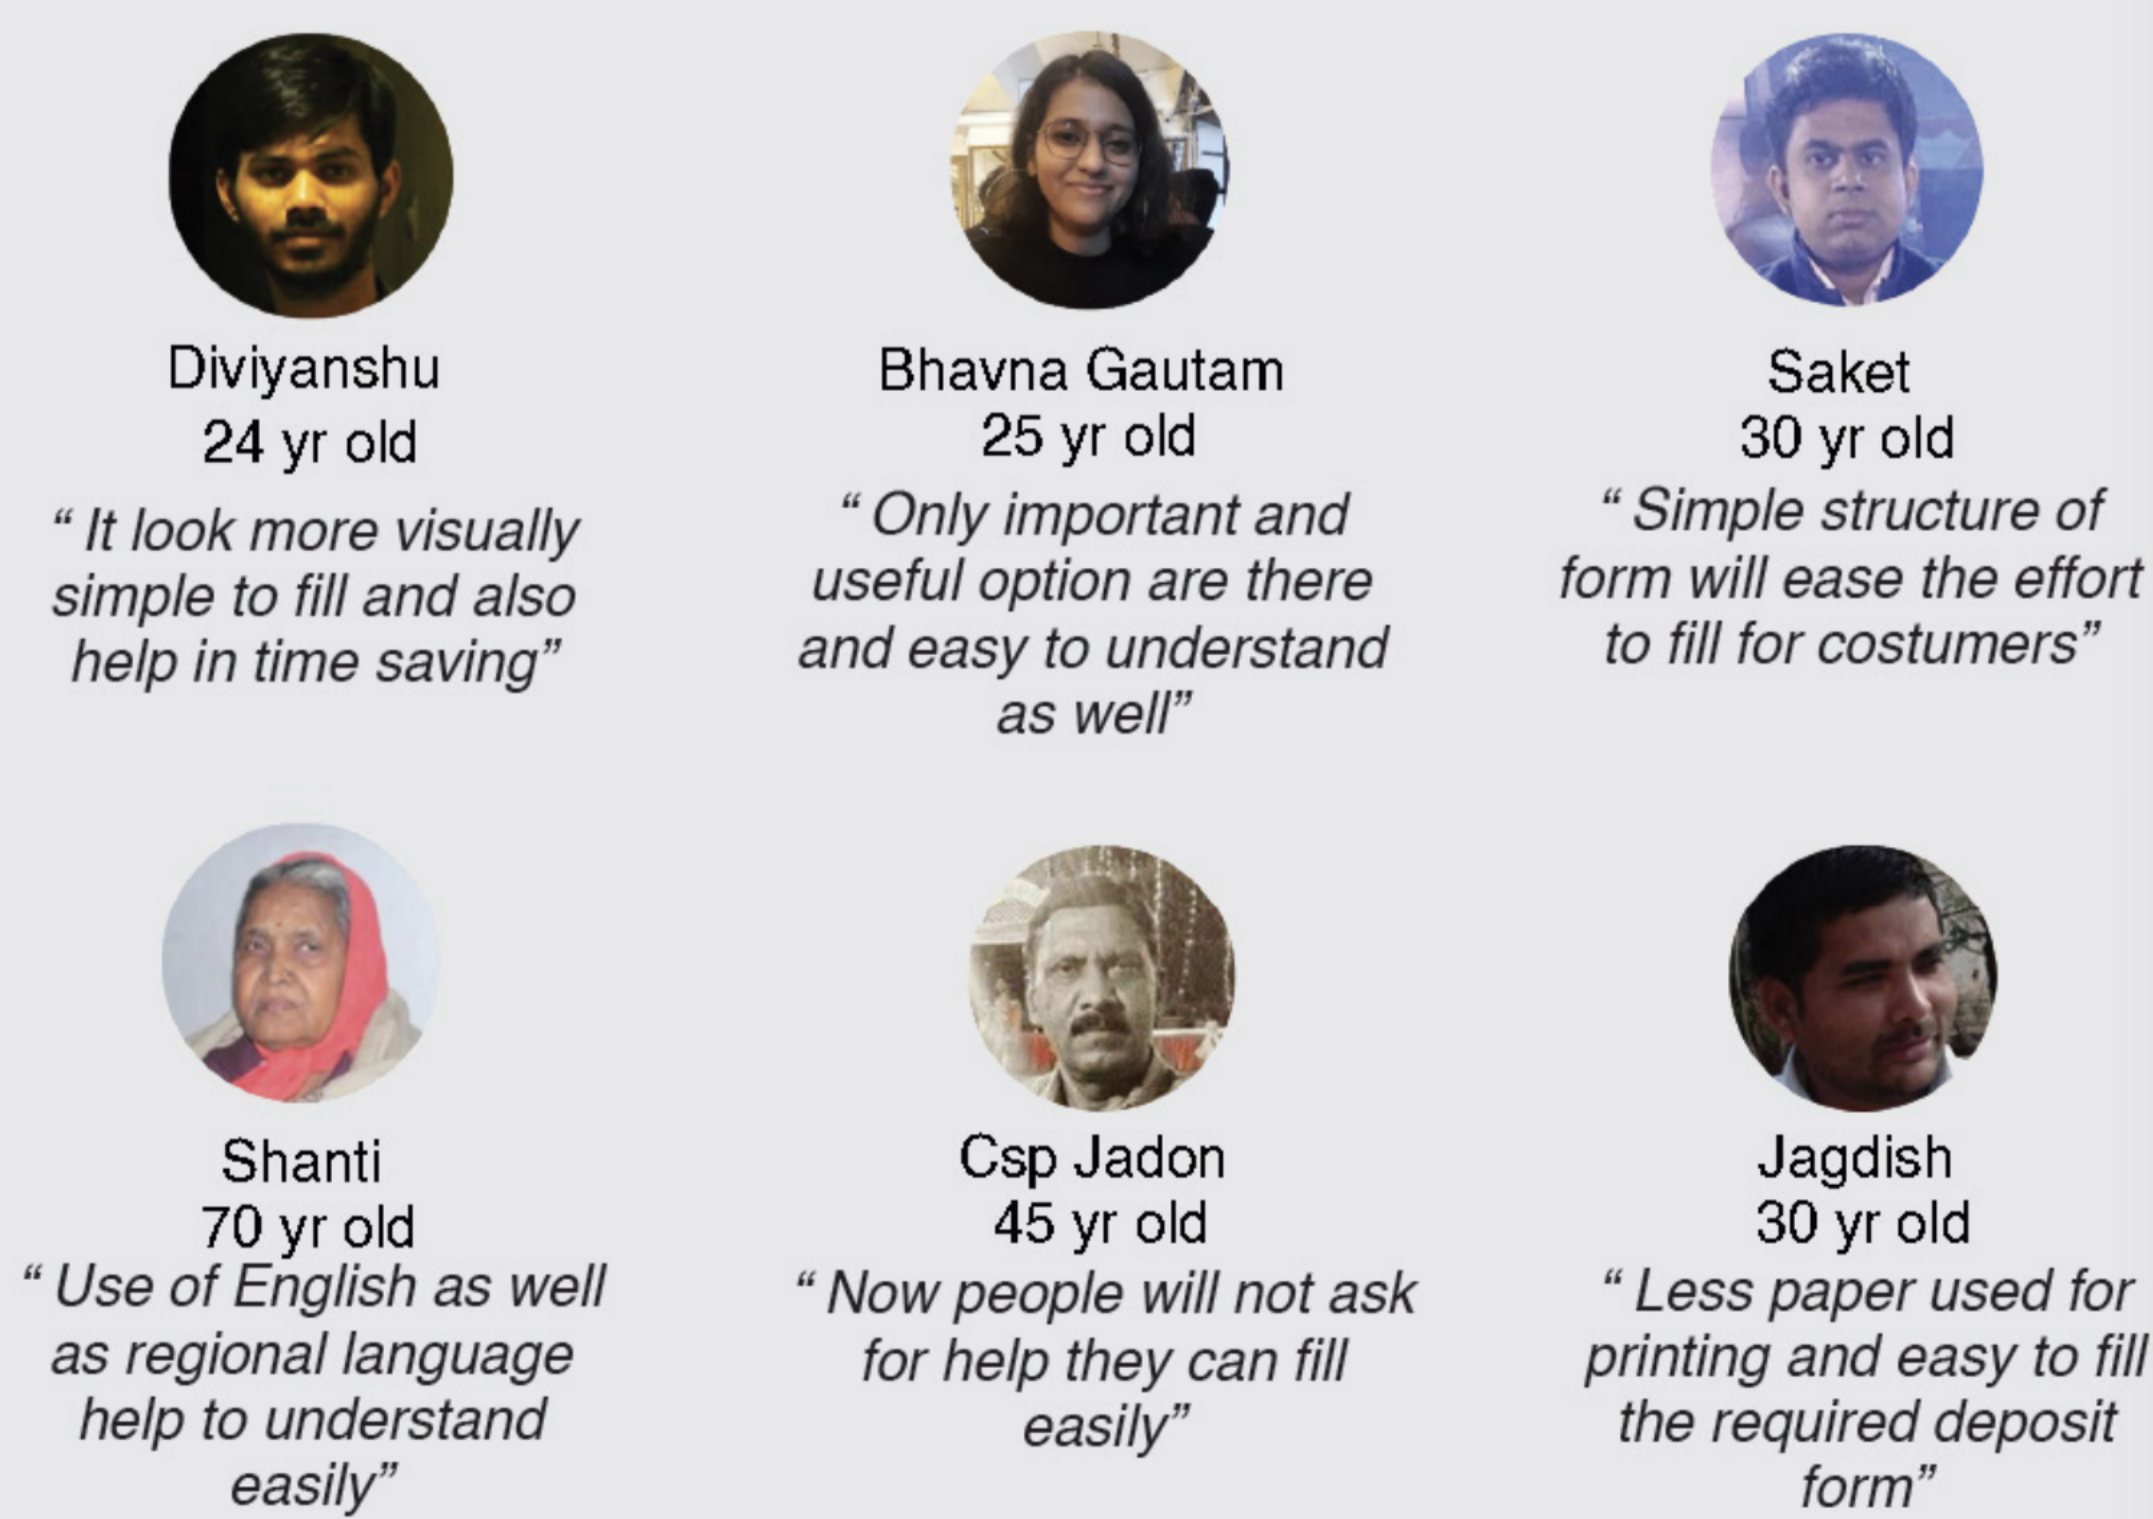 Diviyanshu
24 yr old
“ It look more visually
simple to fill and also
help in time saving”
Bhavna Gautam
25 yr old
“ Only important and
useful option are there
and easy to understand
as well”
Saket
30 yr old
“ Simple structure of
form will ease the effort
to fill for costumers”
Shanti
70 yr old
“ Use of English as well
as regional language
help to understand
easily”
Csp Jadon
45 yr old
“ Now people will not ask
for help they can fill
easily”
Jagdish
30 yr old
“ Less paper used for
printing and easy to fill
the required deposit
form”